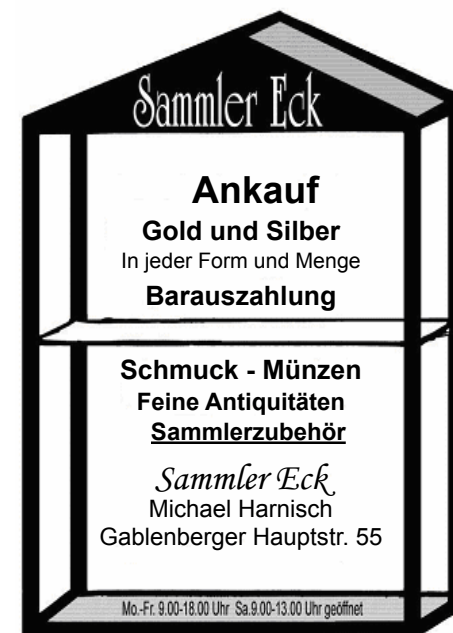 Sammler Eck
Ankauf
Gold und Silber
In jeder Form und Menge
Barauszahlung
Schmuck - Münzen
Feine Antiquitäten
Sammlerzubehör
Sammler Eck
Michael Harnisch
Gablenberger Hauptstr. 55
Mo.-Fr. 9.00-18.00 Uhr Sa.9.00-13.00 Uhr geöffnet